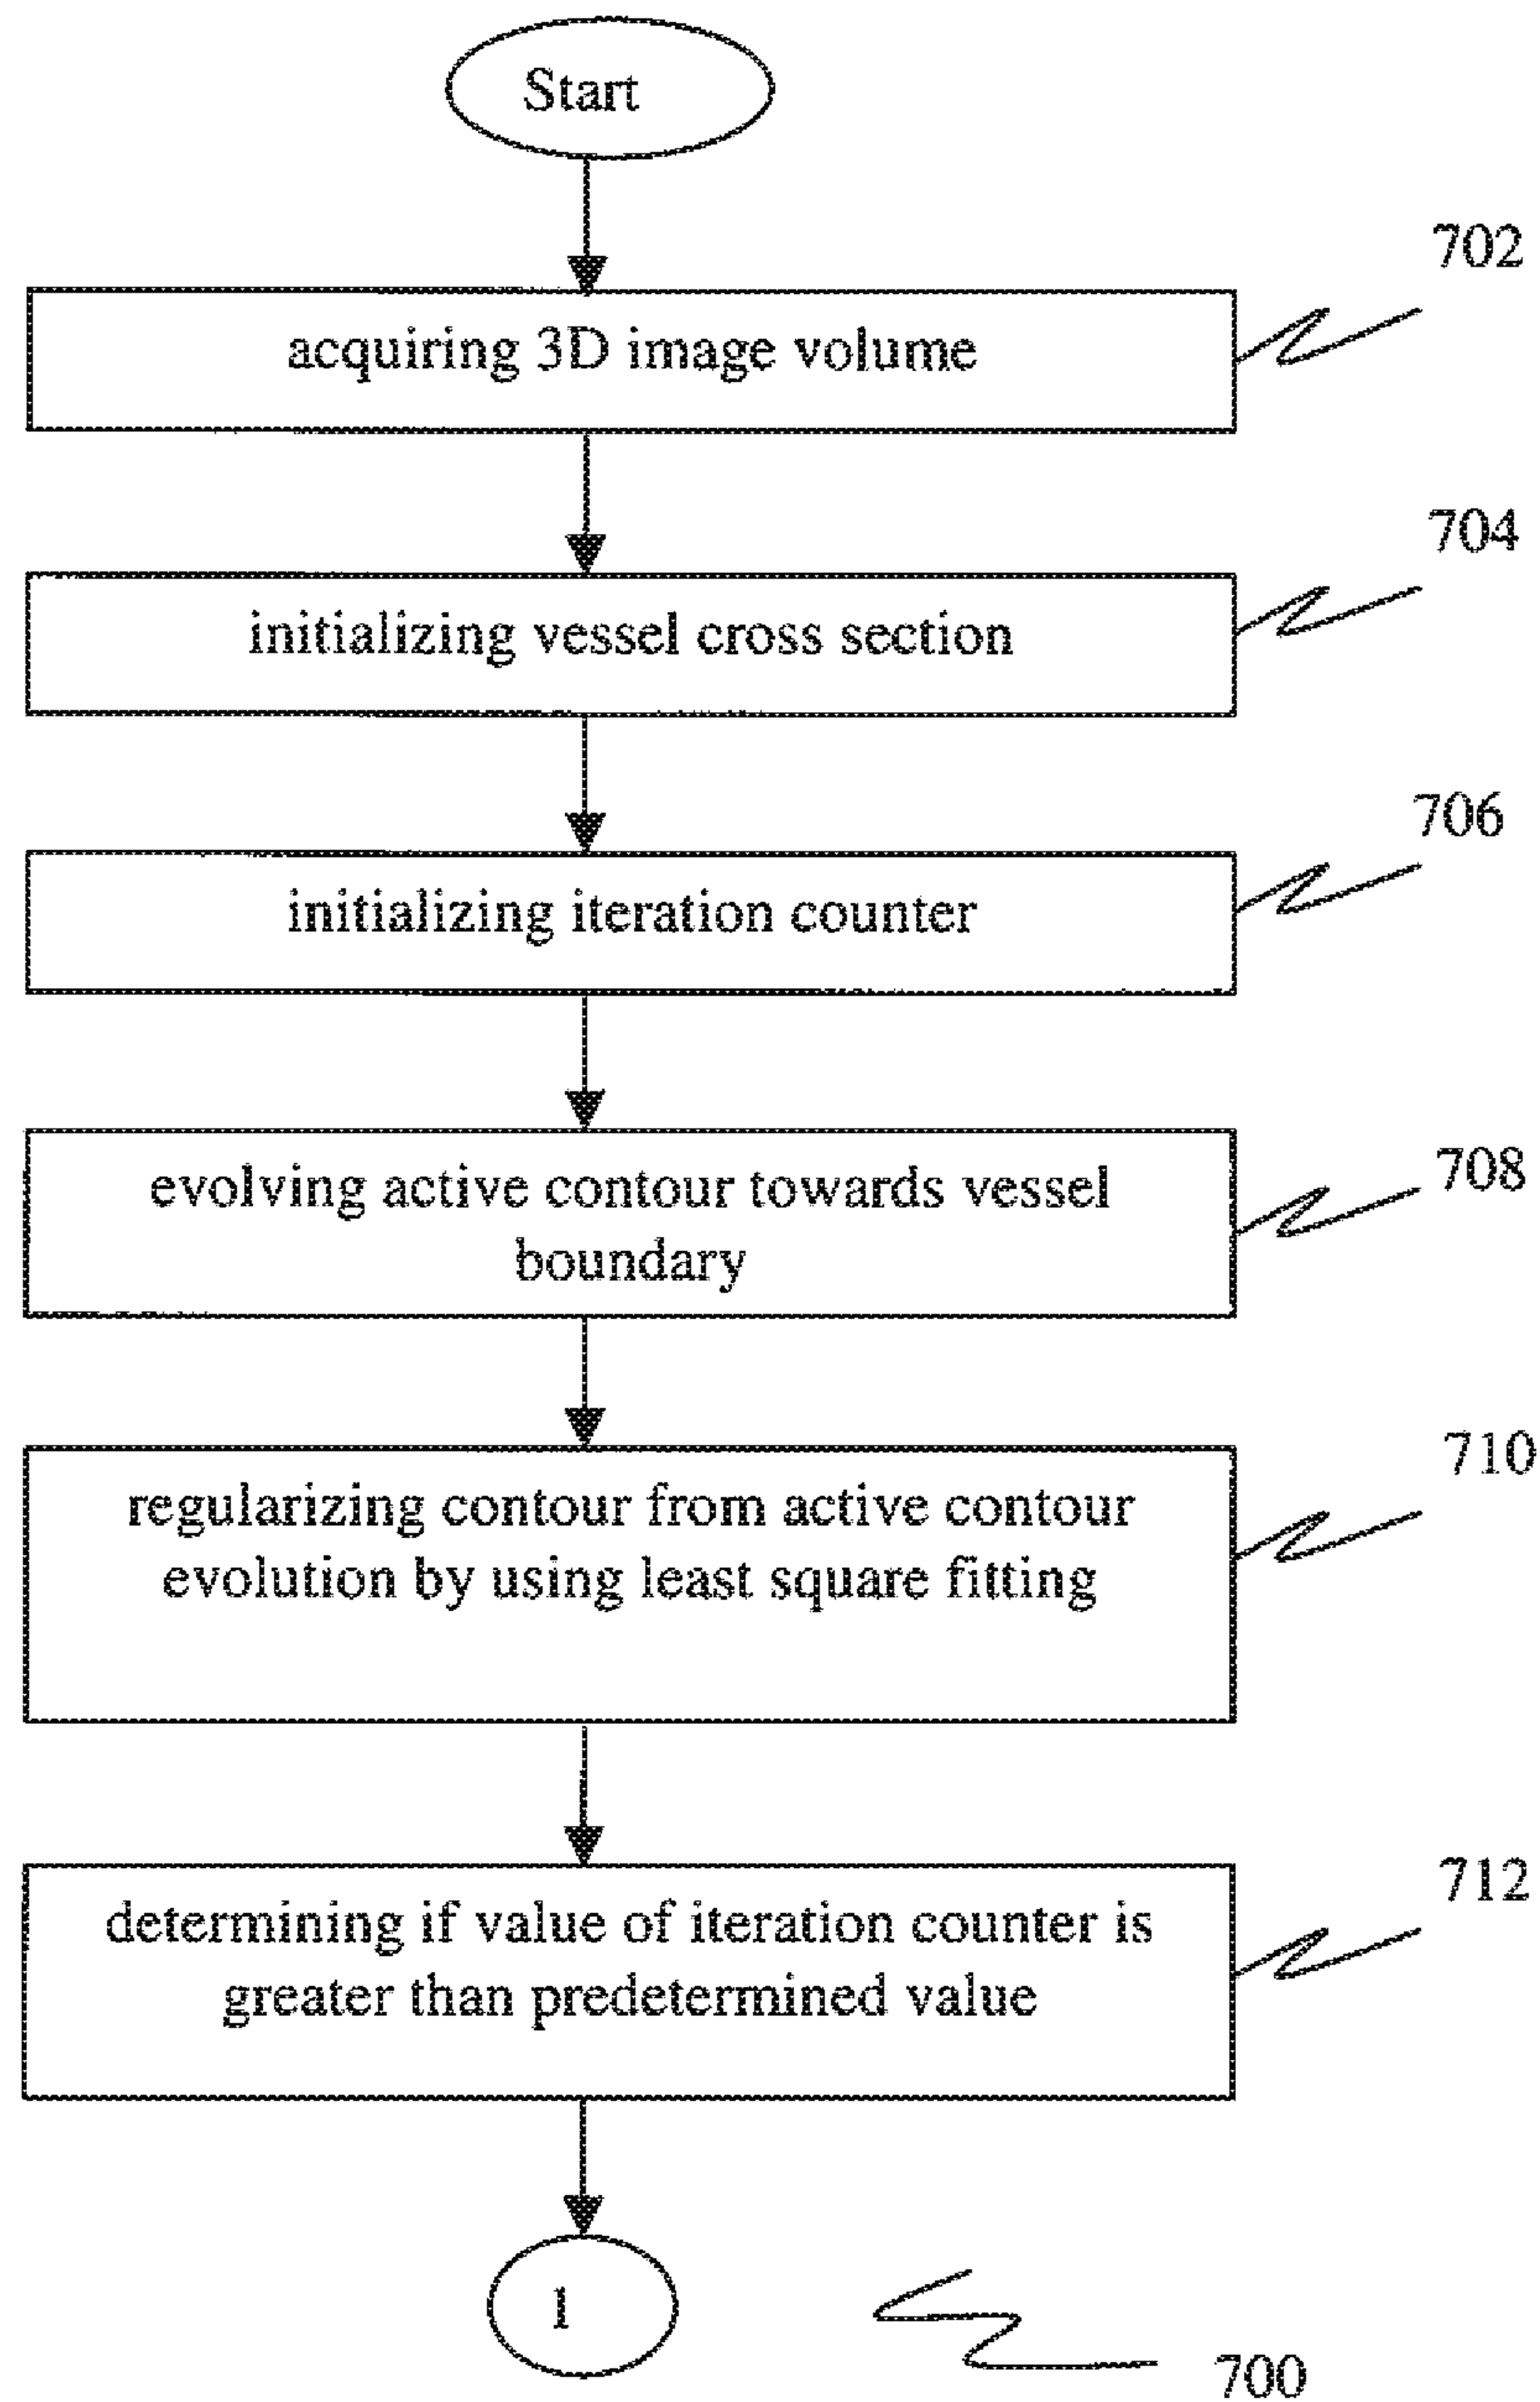 Start
702
acquiring 3D image volume
704
initializing vessel cross section
706
initializing iteration counter
708
evolving active contour towards vessel
boundary
710
regularizing contour from active contour
evolution by using least square fitting
712
determining if value of iteration counter is
greater than predetermined value
1
700